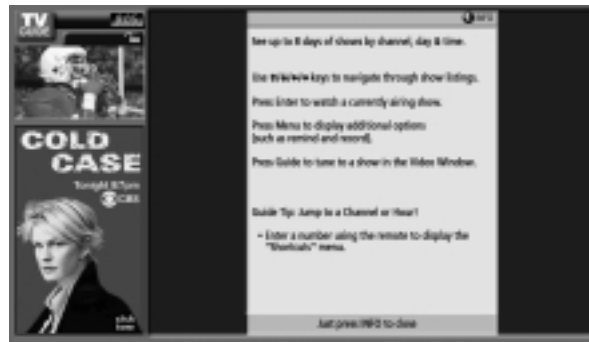 TV
GUIDE
INFO
See up to 8 days of shows by channel, day & time.
Use keys to navigate through show listings.
Press Enter to watch a currently airing show.
Press Menu to display additional options
(such as remind and record).
Press Guide to tune to a show in the Video Window.
Guide Tip: Jump to a Channel or Hour!
- Enter a number using the remote to display the
"Shortcuts" menu.
Just press INFO to close
COLD
CASE
Tonight 8/7pm
CBS